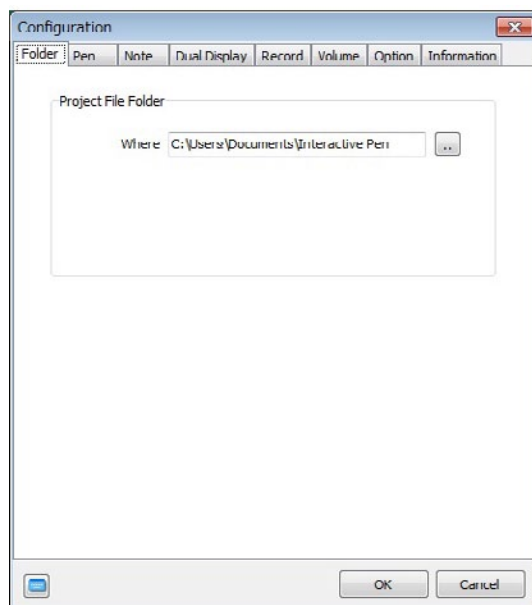 Configuration
Folder Pen Note Dual Display Record Volume Option Information
Project File Folder
Where C:\Users\Documents\Interactive Pen ..
OK Cancel